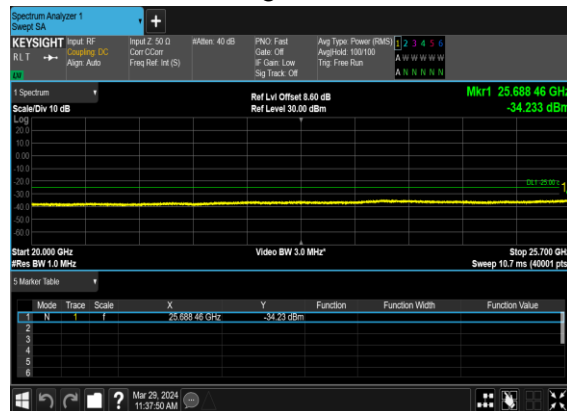 Spectrum Analyzer 1
Swept SA
+
KEYSIGHT Input: RF Input Z: 50 Ω #Atten: 40 dB PNO: Fast Avg Type: Power (RMS) 1 2 3 4 5 6
RLT Coupling: DC Corr CCorr Gate: Off Avg|Hold: 100/100 A W W W W W
Align: Auto Freq Ref: Int (S) IF Gain: Low Trig: Free Run
Sig Track: Off A N N N N N
LW
1 Spectrum Ref Lvl Offset 8.60 dB Mkr1 25.688 46 GHz
Scale/Div 10 dB Ref Level 30.00 dBm -34.233 dBm
Log
20.0
10.0
0.00
-10.0
-20.0
DL1 -25.00
1
-30.0
-40.0
-50.0
-60.0
Start 20.000 GHz Video BW 3.0 MHz* Stop 25.700 GHz
#Res BW 1.0 MHz Sweep 10.7 ms (40001 pts)
5 Marker Table
Mode Trace Scale X Y Function Function Width Function Value
1 N 1 f 25.688 46 GHz -34.23 dBm
2
3
4
5
6
? Mar 29, 2024
11:37:50 AM